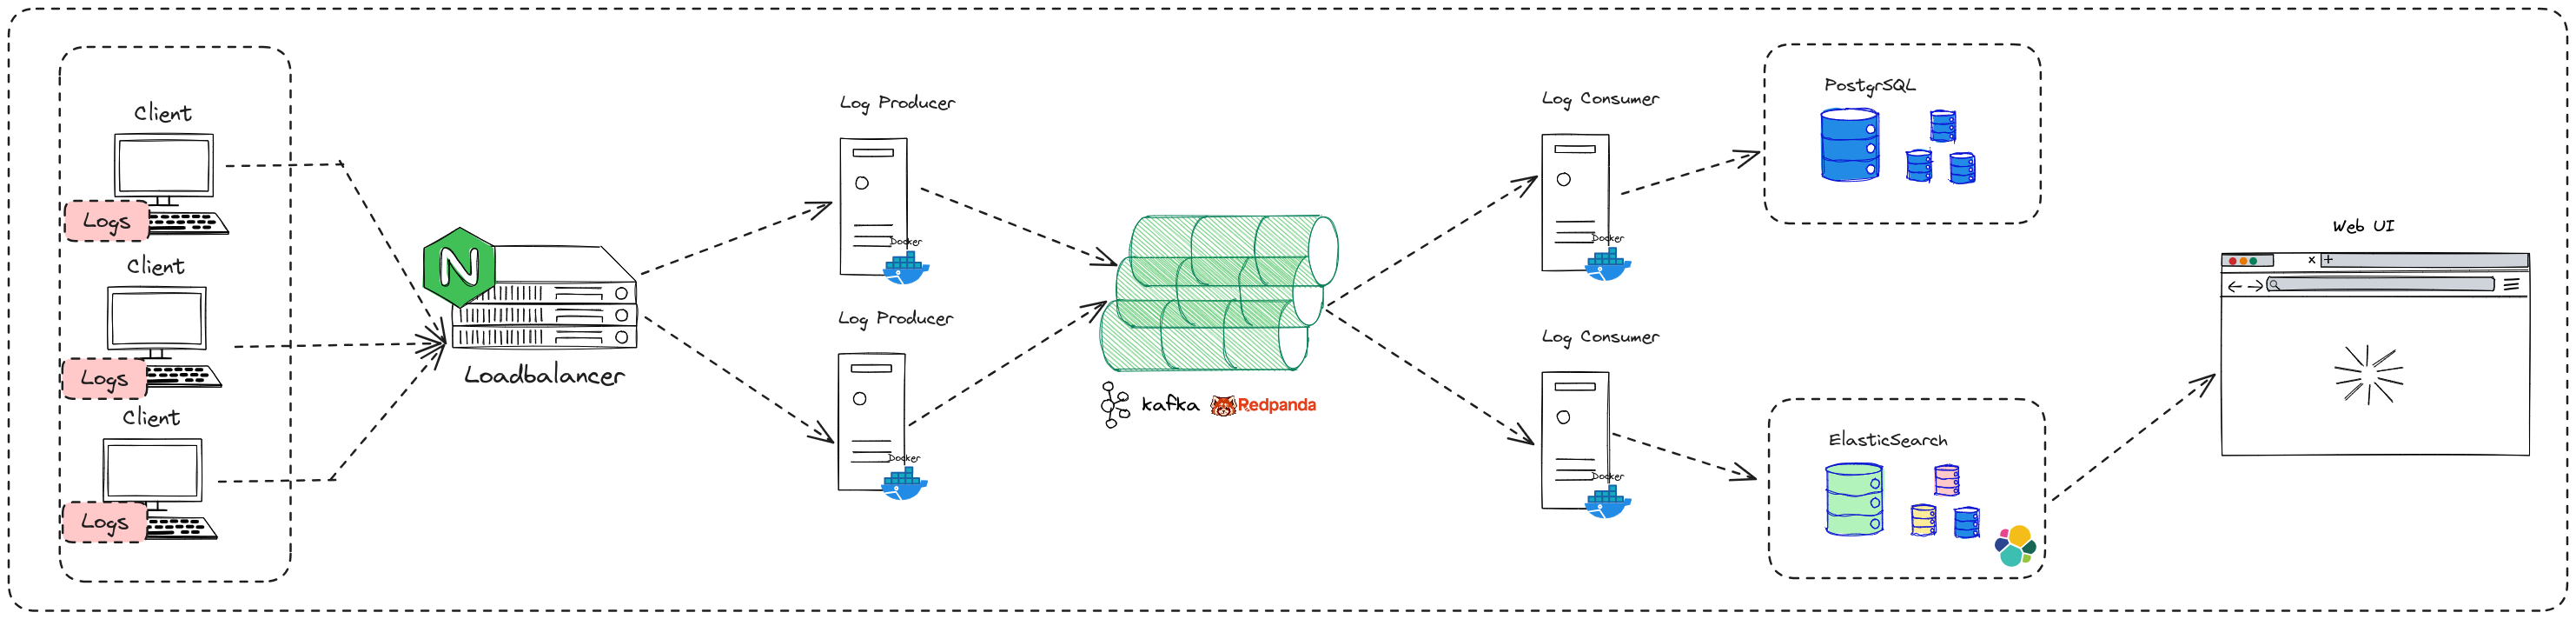 Client
Logs
Client
Logs
Client
Logs
N
Loadbalancer
Log Producer
Docker
Log Producer
Docker
kafka
Redpanda
Log Consumer
Docker
Log Consumer
Docker
PostgrSQL
ElasticSearch
Web UI
x
+